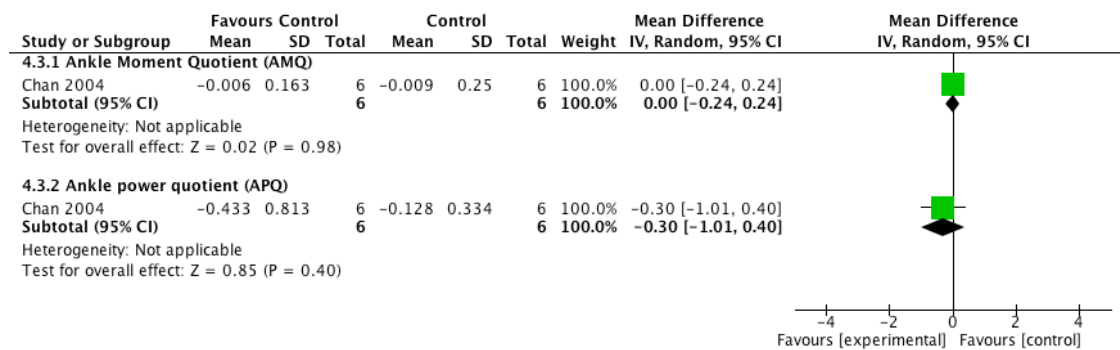 Favours Control Control Mean Difference Mean Difference
Study or Subgroup Mean SD Total Mean SD Total Weight IV, Random, 95% CI IV, Random, 95% CI
4.3.1 Ankle Moment Quotient (AMQ)
Chan 2004 −0.006 0.163 6 −0.009 0.25 6 100.0% 0.00 [−0.24, 0.24]
Subtotal (95% CI) 6 6 100.0% 0.00 [−0.24, 0.24]
Heterogeneity: Not applicable
Test for overall effect: Z = 0.02 (P = 0.98)
4.3.2 Ankle power quotient (APQ)
Chan 2004 −0.433 0.813 6 −0.128 0.334 6 100.0% −0.30 [−1.01, 0.40]
Subtotal (95% CI) 6 6 100.0% −0.30 [−1.01, 0.40]
Heterogeneity: Not applicable
Test for overall effect: Z = 0.85 (P = 0.40)
−4 −2 0 2 4
Favours [experimental] Favours [control]